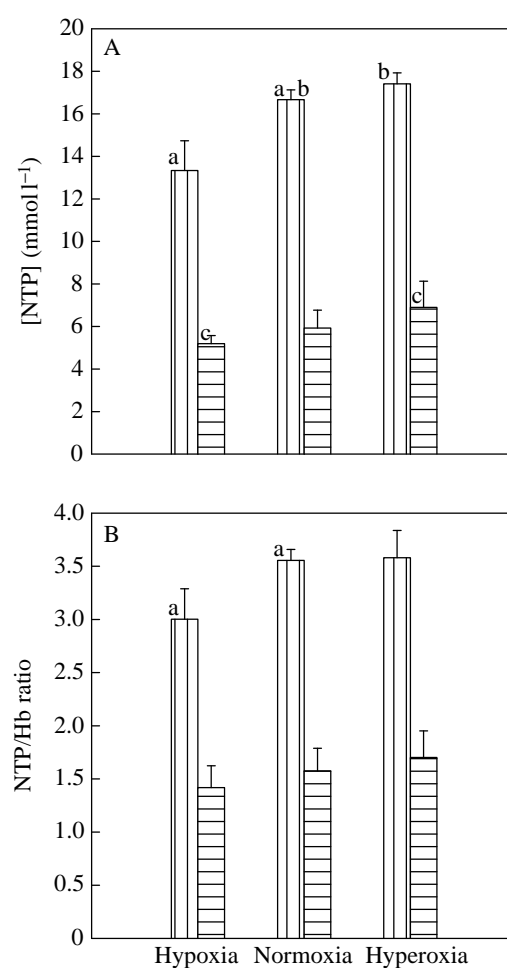 20
A
18
a b
b
16
14
a
12
10
8
c
6
c
4
2
0
[NTP] (mmol l⁻¹)
4.0
B
3.5
a
3.0
a
2.5
2.0
1.5
1.0
0.5
0
NTP/Hb ratio
Hypoxia Normoxia Hyperoxia